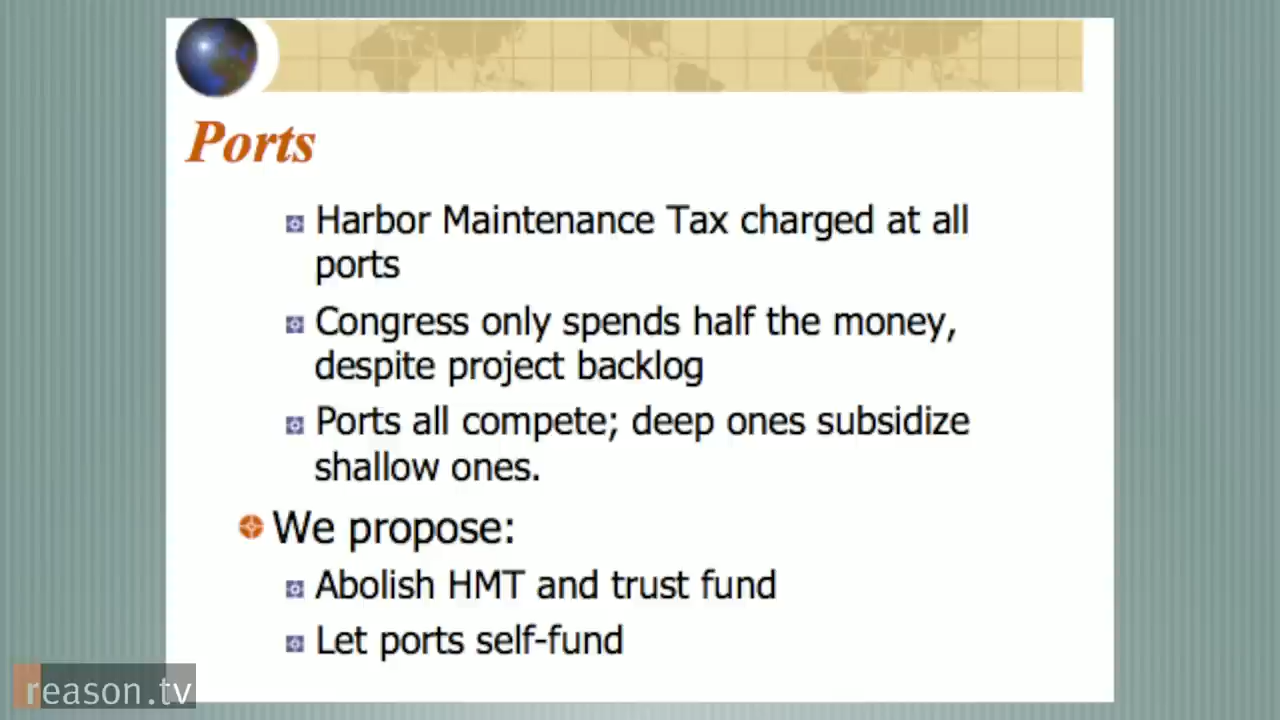 Ports
Harbor Maintenance Tax charged at all
ports
Congress only spends half the money,
despite project backlog
Ports all compete; deep ones subsidize
shallow ones.
We propose:
Abolish HMT and trust fund
Let ports self-fund
reason.tv